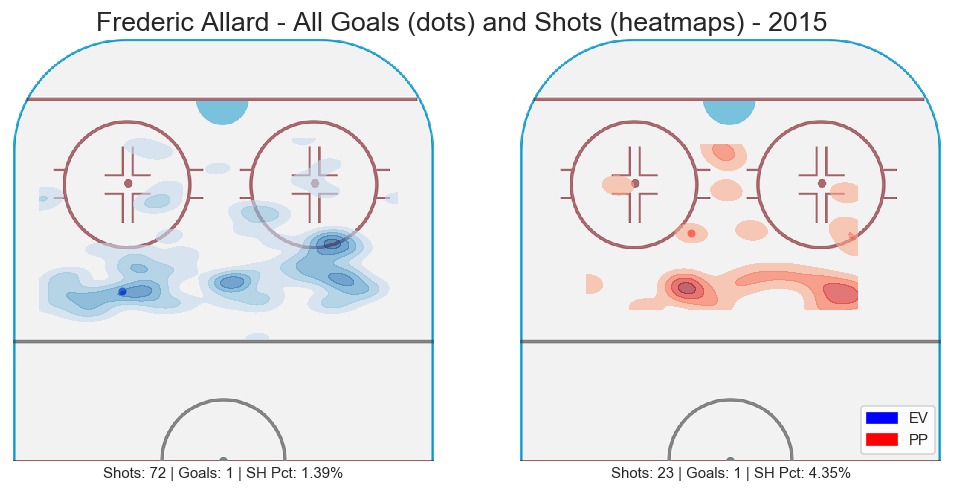 Frederic Allard - All Goals (dots) and Shots (heatmaps) - 2015
EV
PP
Shots: 72 | Goals: 1 | SH Pct: 1.39%
Shots: 23 | Goals: 1 | SH Pct: 4.35%